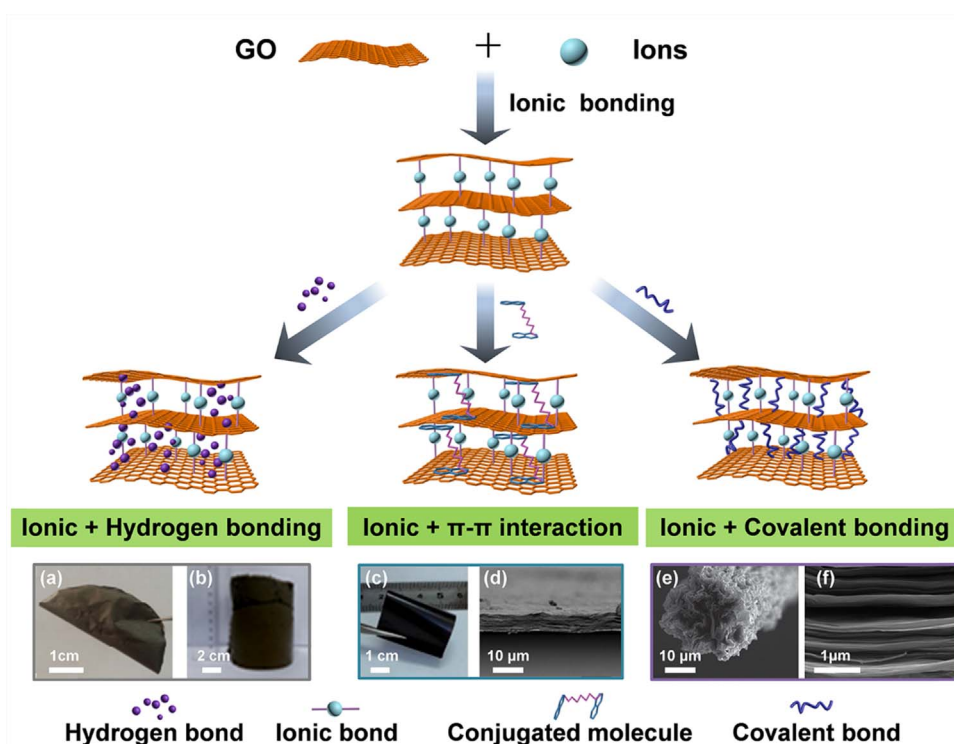 GO + Ions
Ionic bonding
Ionic + Hydrogen bonding
Ionic + π-π interaction
Ionic + Covalent bonding
(a)
1cm
(b)
2 cm
(c)
1 cm
(d)
10 μm
(e)
10 μm
(f)
1μm
Hydrogen bond
Ionic bond
Conjugated molecule
Covalent bond